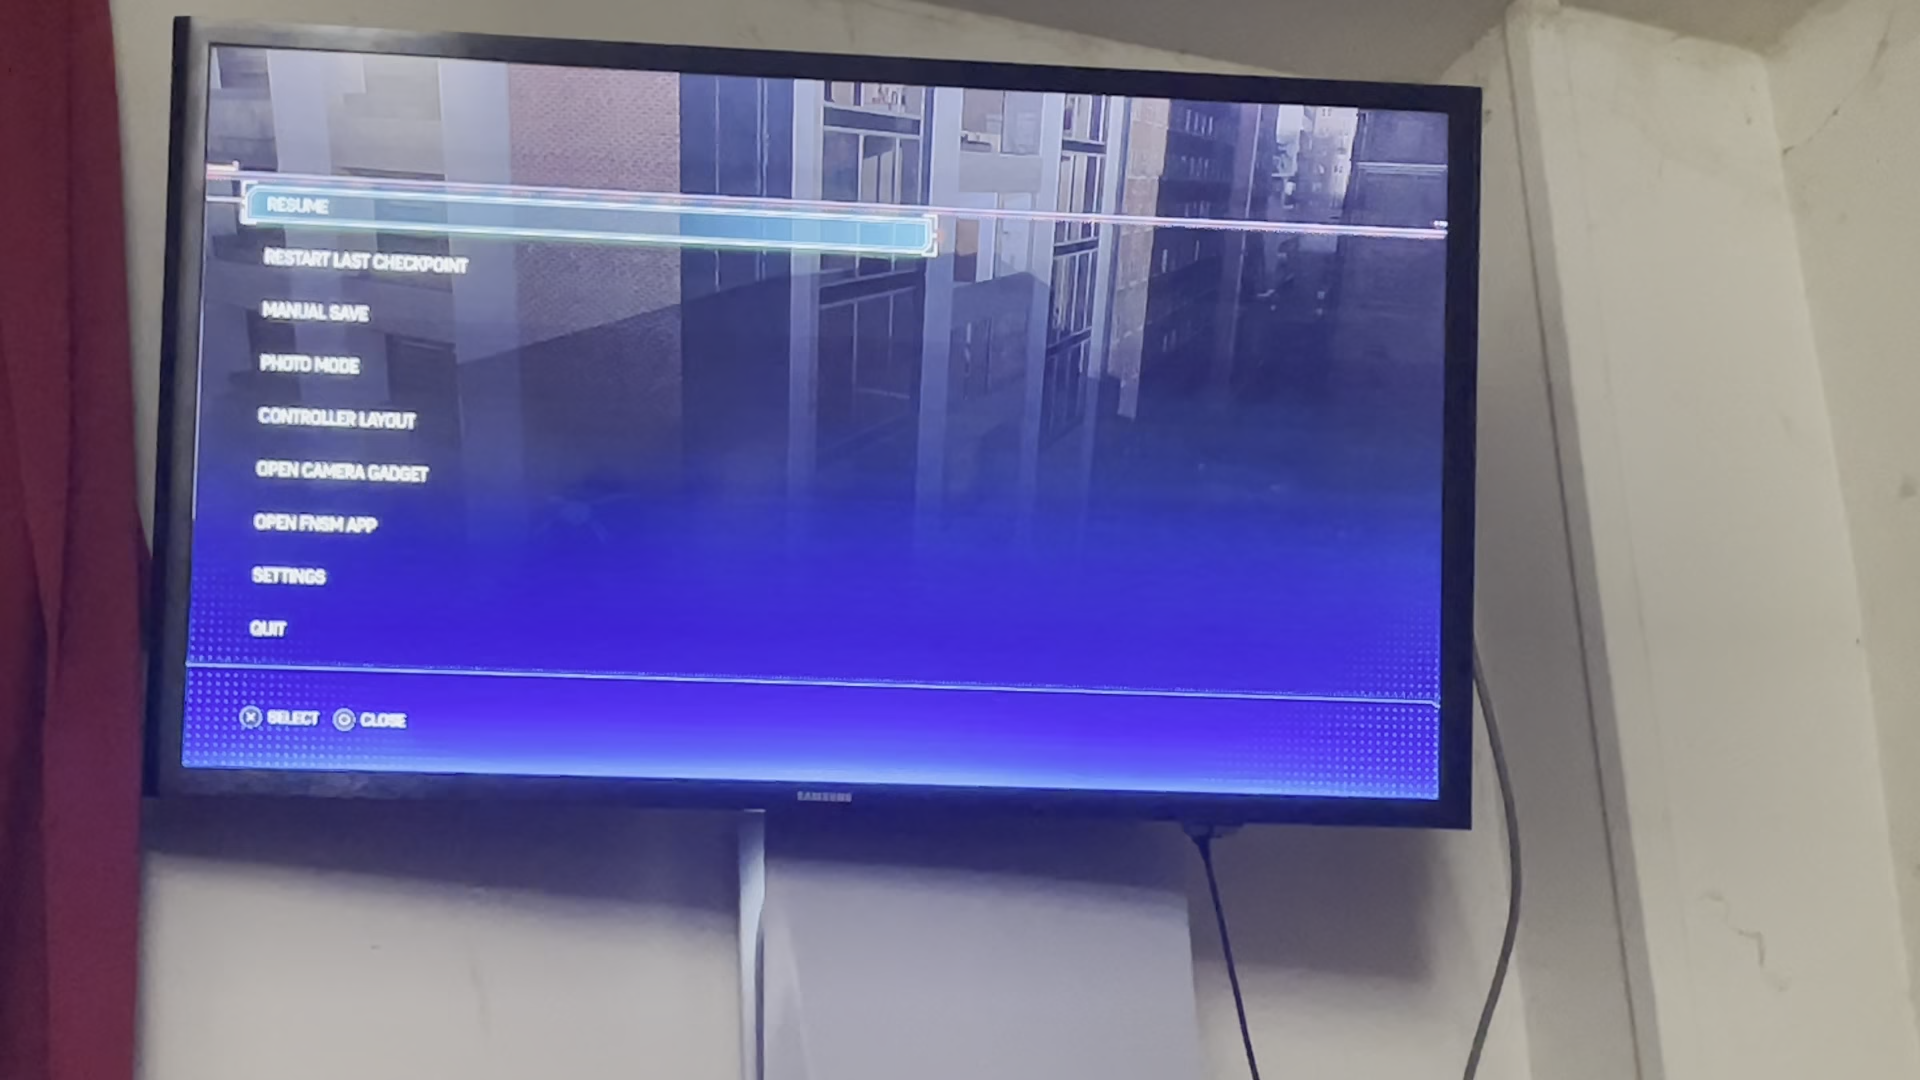 RESUME
RESTART LAST CHECKPOINT
MANUAL SAVE
PHOTO MODE
CONTROLLER LAYOUT
OPEN CAMERA GADGET
OPEN FNSM APP
SETTINGS
QUIT
SELECT CLOSE
SAMSUNG